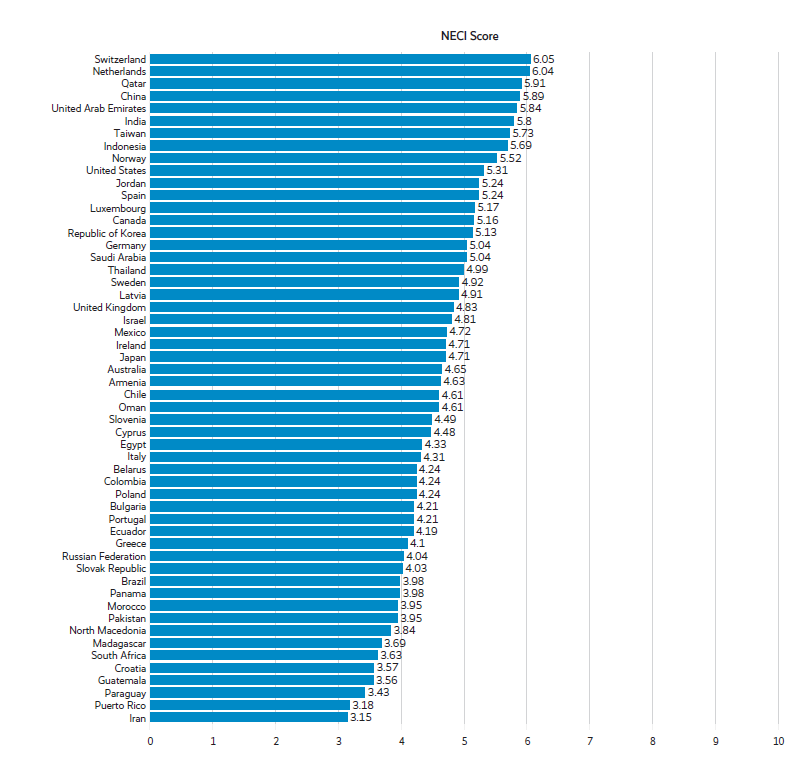 NECI Score
Switzerland 6.05
Netherlands 6.04
Qatar 5.91
China 5.89
United Arab Emirates 5.84
India 5.8
Taiwan 5.73
Indonesia 5.69
Norway 5.52
United States 5.31
Jordan 5.24
Spain 5.24
Luxembourg 5.17
Canada 5.16
Republic of Korea 5.13
Germany 5.04
Saudi Arabia 5.04
Thailand 4.99
Sweden 4.92
Latvia 4.91
United Kingdom 4.83
Israel 4.81
Mexico 4.72
Ireland 4.71
Japan 4.71
Australia 4.65
Armenia 4.63
Chile 4.61
Oman 4.61
Slovenia 4.49
Cyprus 4.48
Egypt 4.33
Italy 4.31
Belarus 4.24
Colombia 4.24
Poland 4.24
Bulgaria 4.21
Portugal 4.21
Ecuador 4.19
Greece 4.1
Russian Federation 4.04
Slovak Republic 4.03
Brazil 3.98
Panama 3.98
Morocco 3.95
Pakistan 3.95
North Macedonia 3.84
Madagascar 3.69
South Africa 3.63
Croatia 3.57
Guatemala 3.56
Paraguay 3.43
Puerto Rico 3.18
Iran 3.15
0 1 2 3 4 5 6 7 8 9 10